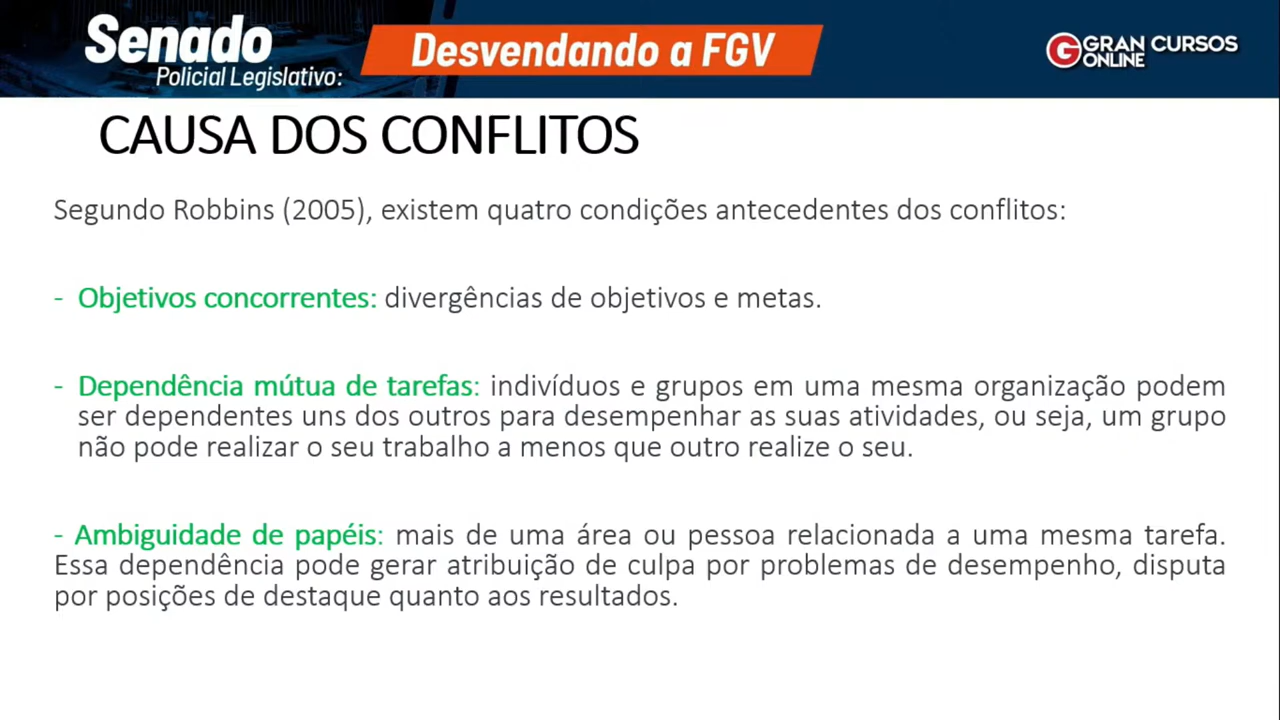 Senado
Policial Legislativo:
Desvendando a FGV
GRAN CURSOS
ONLINE
CAUSA DOS CONFLITOS
Segundo Robbins (2005), existem quatro condições antecedentes dos conflitos:
- Objetivos concorrentes: divergências de objetivos e metas.
- Dependência mútua de tarefas: indivíduos e grupos em uma mesma organização podem
ser dependentes uns dos outros para desempenhar as suas atividades, ou seja, um grupo
não pode realizar o seu trabalho a menos que outro realize o seu.
- Ambiguidade de papéis: mais de uma área ou pessoa relacionada a uma mesma tarefa.
Essa dependência pode gerar atribuição de culpa por problemas de desempenho, disputa
por posições de destaque quanto aos resultados.